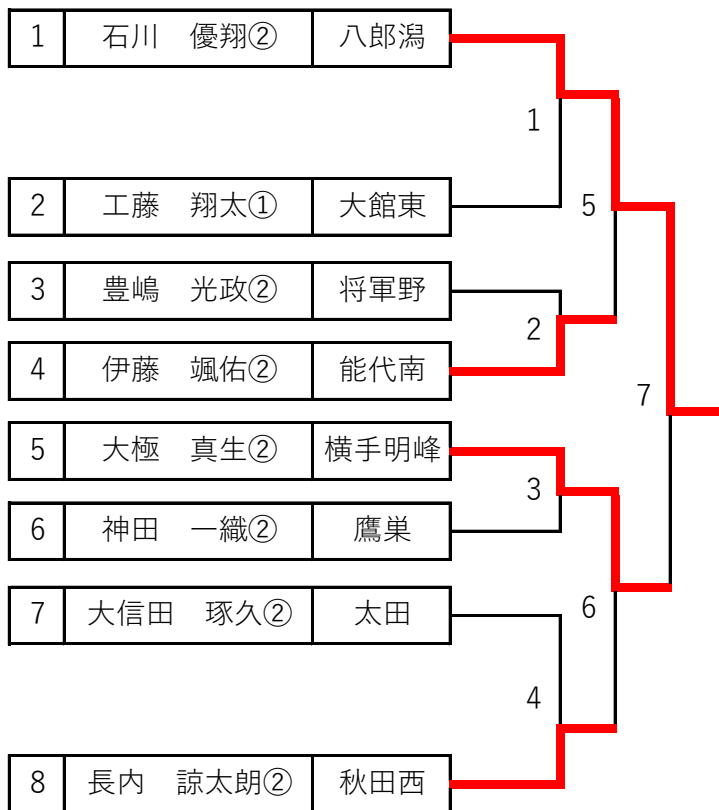 1 石川　優翔② 八郎潟
1
2 工藤　翔太① 大館東
5
3 豊嶋　光政② 将軍野
2
4 伊藤　颯佑② 能代南
7
5 大極　真生② 横手明峰
3
6 神田　一織② 鷹巣
7 大信田　琢久② 太田
6
4
8 長内　諒太朗② 秋田西